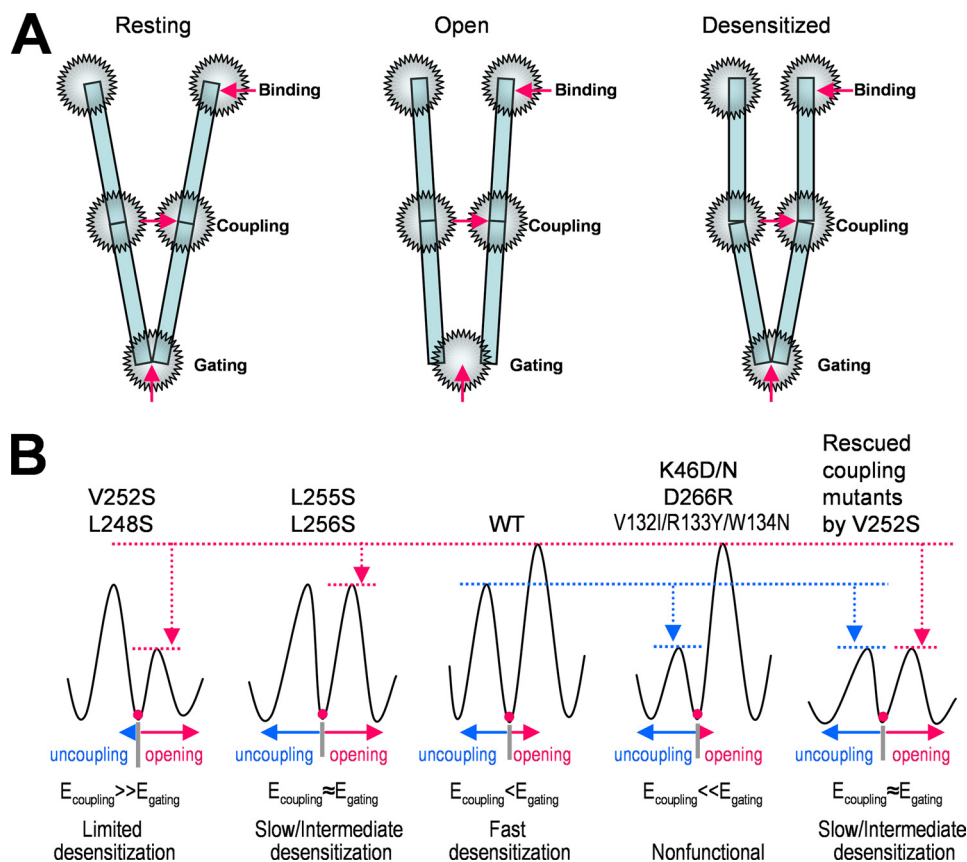 A
Resting
Open
Desensitized
Binding
Binding
Binding
Coupling
Coupling
Coupling
Gating
Gating
Gating
B
V252S
L248S
L255S
L256S
WT
K46D/N
D266R
V132I/R133Y/W134N
Rescued
coupling
mutants
by V252S
uncoupling opening
uncoupling opening
uncoupling opening
uncoupling opening
uncoupling opening
Ecoupling>>Egating
Ecoupling≈Egating
Ecoupling<Egating
Ecoupling<<Egating
Ecoupling≈Egating
Limited
desensitization
Slow/Intermediate
desensitization
Fast
desensitization
Nonfunctional
Slow/Intermediate
desensitization